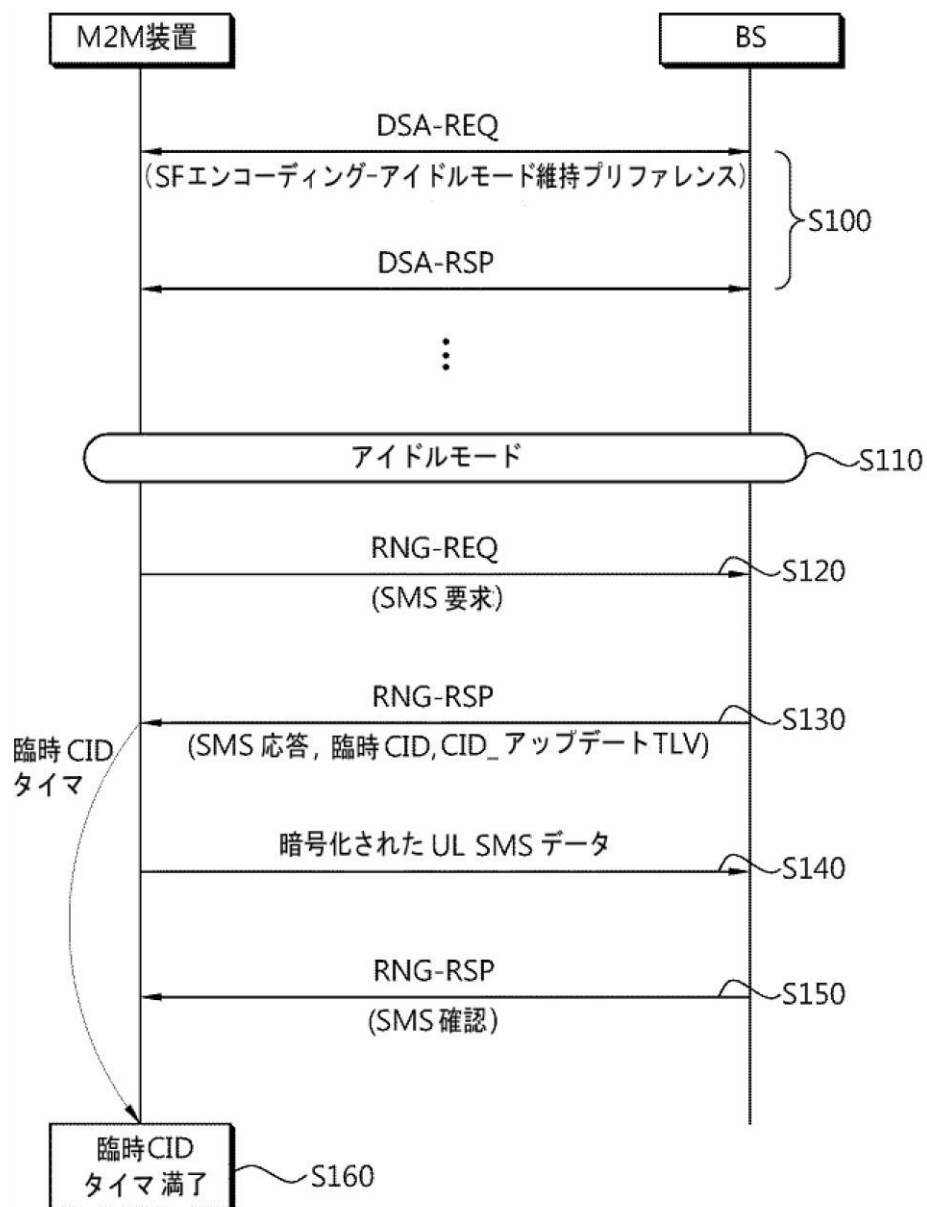 M2M装置
BS
DSA-REQ
(SFエンコーディング-アイドルモード維持プリファレンス)
S100
DSA-RSP
アイドルモード
S110
RNG-REQ
S120
(SMS 要求)
RNG-RSP
S130
(SMS 応答, 臨時 CID, CID_アップデート TLV)
臨時 CID
タイマ
暗号化された UL SMS データ
S140
RNG-RSP
S150
(SMS 確認)
臨時CID
タイマ 満了
S160